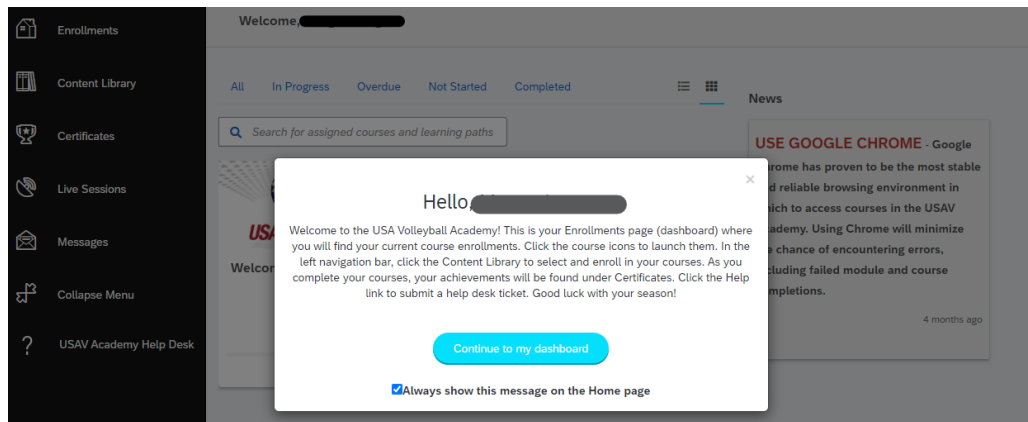 Enrollments
Content Library
Certificates
Live Sessions
Messages
Collapse Menu
USAV Academy Help Desk
Welcome,
All In Progress Overdue Not Started Completed
Search for assigned courses and learning paths
USA
Welcor
News
USE GOOGLE CHROME - Google
rome has proven to be the most stable
d reliable browsing environment in
ich to access courses in the USAV
ademy. Using Chrome will minimize
e chance of encountering errors,
cluding failed module and course
mpletions.
4 months ago
×
Hello,
Welcome to the USA Volleyball Academy! This is your Enrollments page (dashboard) where
you will find your current course enrollments. Click the course icons to launch them. In the
left navigation bar, click the Content Library to select and enroll in your courses. As you
complete your courses, your achievements will be found under Certificates. Click the Help
link to submit a help desk ticket. Good luck with your season!
Continue to my dashboard
Always show this message on the Home page